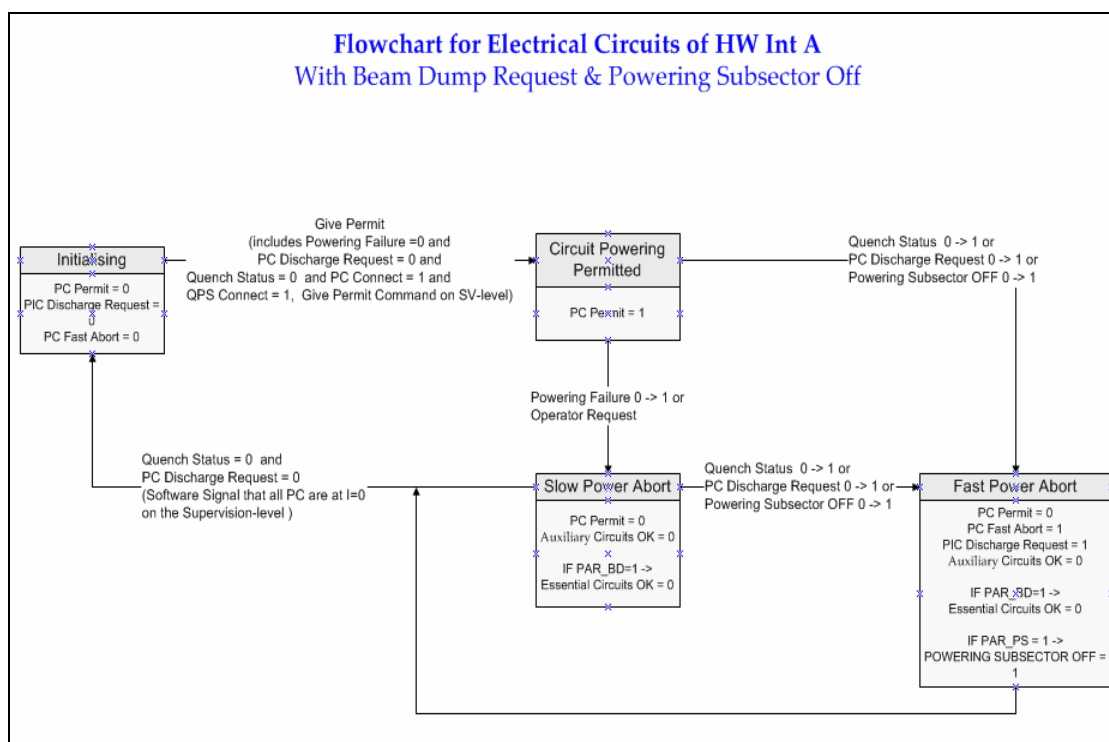 Flowchart for Electrical Circuits of HW Int A
With Beam Dump Request & Powering Subsector Off
Give Permit
(includes Powering Failure =0 and
PC Discharge Request = 0 and
Quench Status = 0 and PC Connect = 1 and
QPS Connect = 1, Give Permit Command on SV-level)
Initialising
PC Permit = 0
PIC Discharge Request =
0
PC Fast Abort = 0
Circuit Powering
Permitted
PC Permit = 1
Quench Status 0 -> 1 or
PC Discharge Request 0 -> 1 or
Powering Subsector OFF 0 -> 1
Powering Failure 0 -> 1 or
Operator Request
Quench Status = 0 and
PC Discharge Request = 0
(Software Signal that all PC are at I=0
on the Supervision-level )
Slow Power Abort
PC Permit = 0
Auxiliary Circuits OK = 0
IF PAR_BD=1 ->
Essential Circuits OK = 0
Quench Status 0 -> 1 or
PC Discharge Request 0 -> 1 or
Powering Subsector OFF 0 -> 1
Fast Power Abort
PC Permit = 0
PC Fast Abort = 1
PIC Discharge Request = 1
Auxiliary Circuits OK = 0
IF PAR_BD=1 ->
Essential Circuits OK = 0
IF PAR_PS = 1 ->
POWERING SUBSECTOR OFF =
1